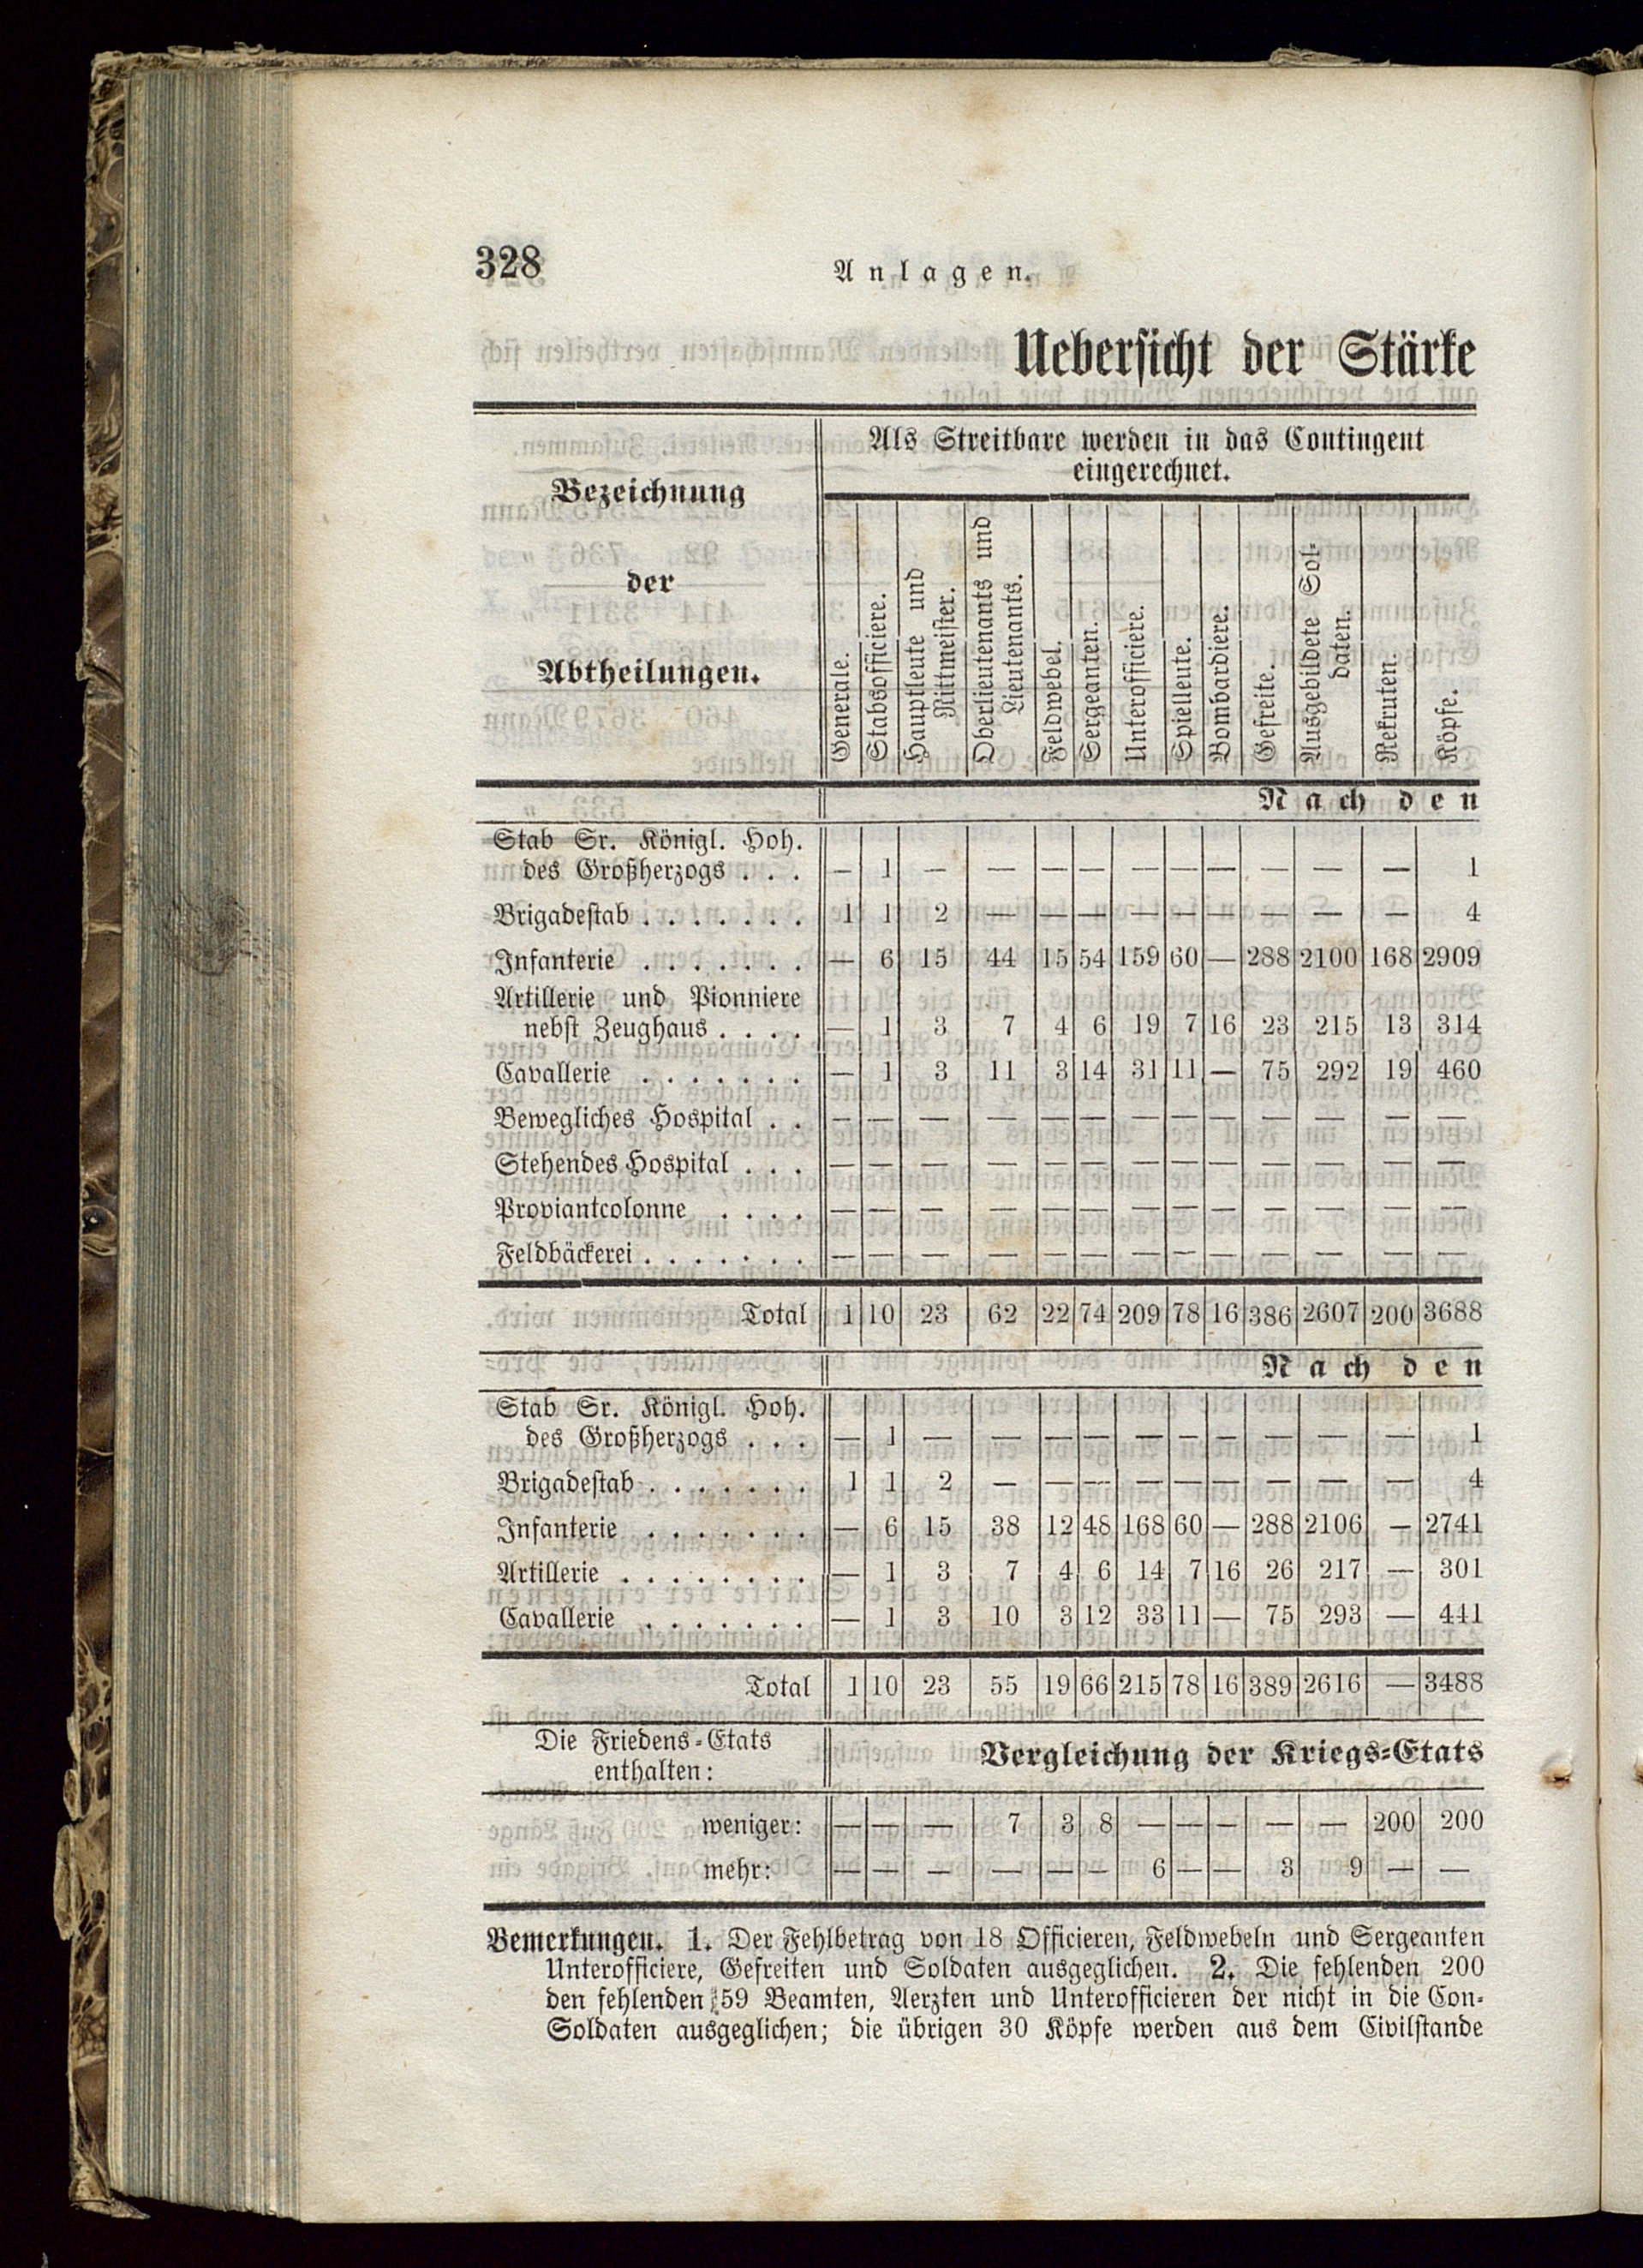 328
Anlagen.
Uebersicht der Stärke
Bezeichnung
der
Abtheilungen.
Als Streitbare werden in das Contingent
eingerechnet.
Generale.
Stabsofficiere.
Hauptleute und
Rittmeister.
Oberlieutenants und
Lieutenants.
Feldwebel.
Sergeanten.
Unterofficiere.
Spielleute.
Bombardiere.
Gefreite.
Ausgebildete Sol-
daten.
Rekruten.
Köpfe.
Nach den
Stab Sr. Königl. Hoh.
des Großherzogs . . . — 1 — — — — — — — — — — 1
Brigadestab . . . . . . . 1 1 2 — — — — — — — — — 4
Infanterie . . . . . . . — 6 15 44 15 54 159 60 — 288 2100 168 2909
Artillerie und Pionniere
nebst Zeughaus . . . . — 1 3 7 4 6 19 7 16 23 215 13 314
Cavallerie . . . . . . . — 1 3 11 3 14 31 11 — 75 292 19 460
Bewegliches Hospital . . — — — — — — — — — — — — —
Stehendes Hospital . . . — — — — — — — — — — — — —
Proviantcolonne . . . . — — — — — — — — — — — — —
Feldbäckerei . . . . . . . — — — — — — — — — — — — —
Total 1 10 23 62 22 74 209 78 16 386 2607 200 3688
Nach den
Stab Sr. Königl. Hoh.
des Großherzogs . . . — 1 — — — — — — — — — — 1
Brigadestab . . . . . . . 1 1 2 — — — — — — — — — 4
Infanterie . . . . . . . — 6 15 38 12 48 168 60 — 288 2106 — 2741
Artillerie . . . . . . . . — 1 3 7 4 6 14 7 16 26 217 — 301
Cavallerie . . . . . . . — 1 3 10 3 12 33 11 — 75 293 — 441
Total 1 10 23 55 19 66 215 78 16 389 2616 — 3488
Die Friedens-Etats
enthalten:
Vergleichung der Kriegs-Etats
weniger: — — — 7 3 8 — — — — — 200 200
mehr: — — — — — — 6 — — 3 9 — —
Bemerkungen. 1. Der Fehlbetrag von 18 Officieren, Feldwebeln und Sergeanten
Unterofficiere, Gefreiten und Soldaten ausgeglichen. 2. Die fehlenden 200
den fehlenden 59 Beamten, Aerzten und Unterofficieren der nicht in die Con-
Soldaten ausgeglichen; die übrigen 30 Köpfe werden aus dem Civilstande